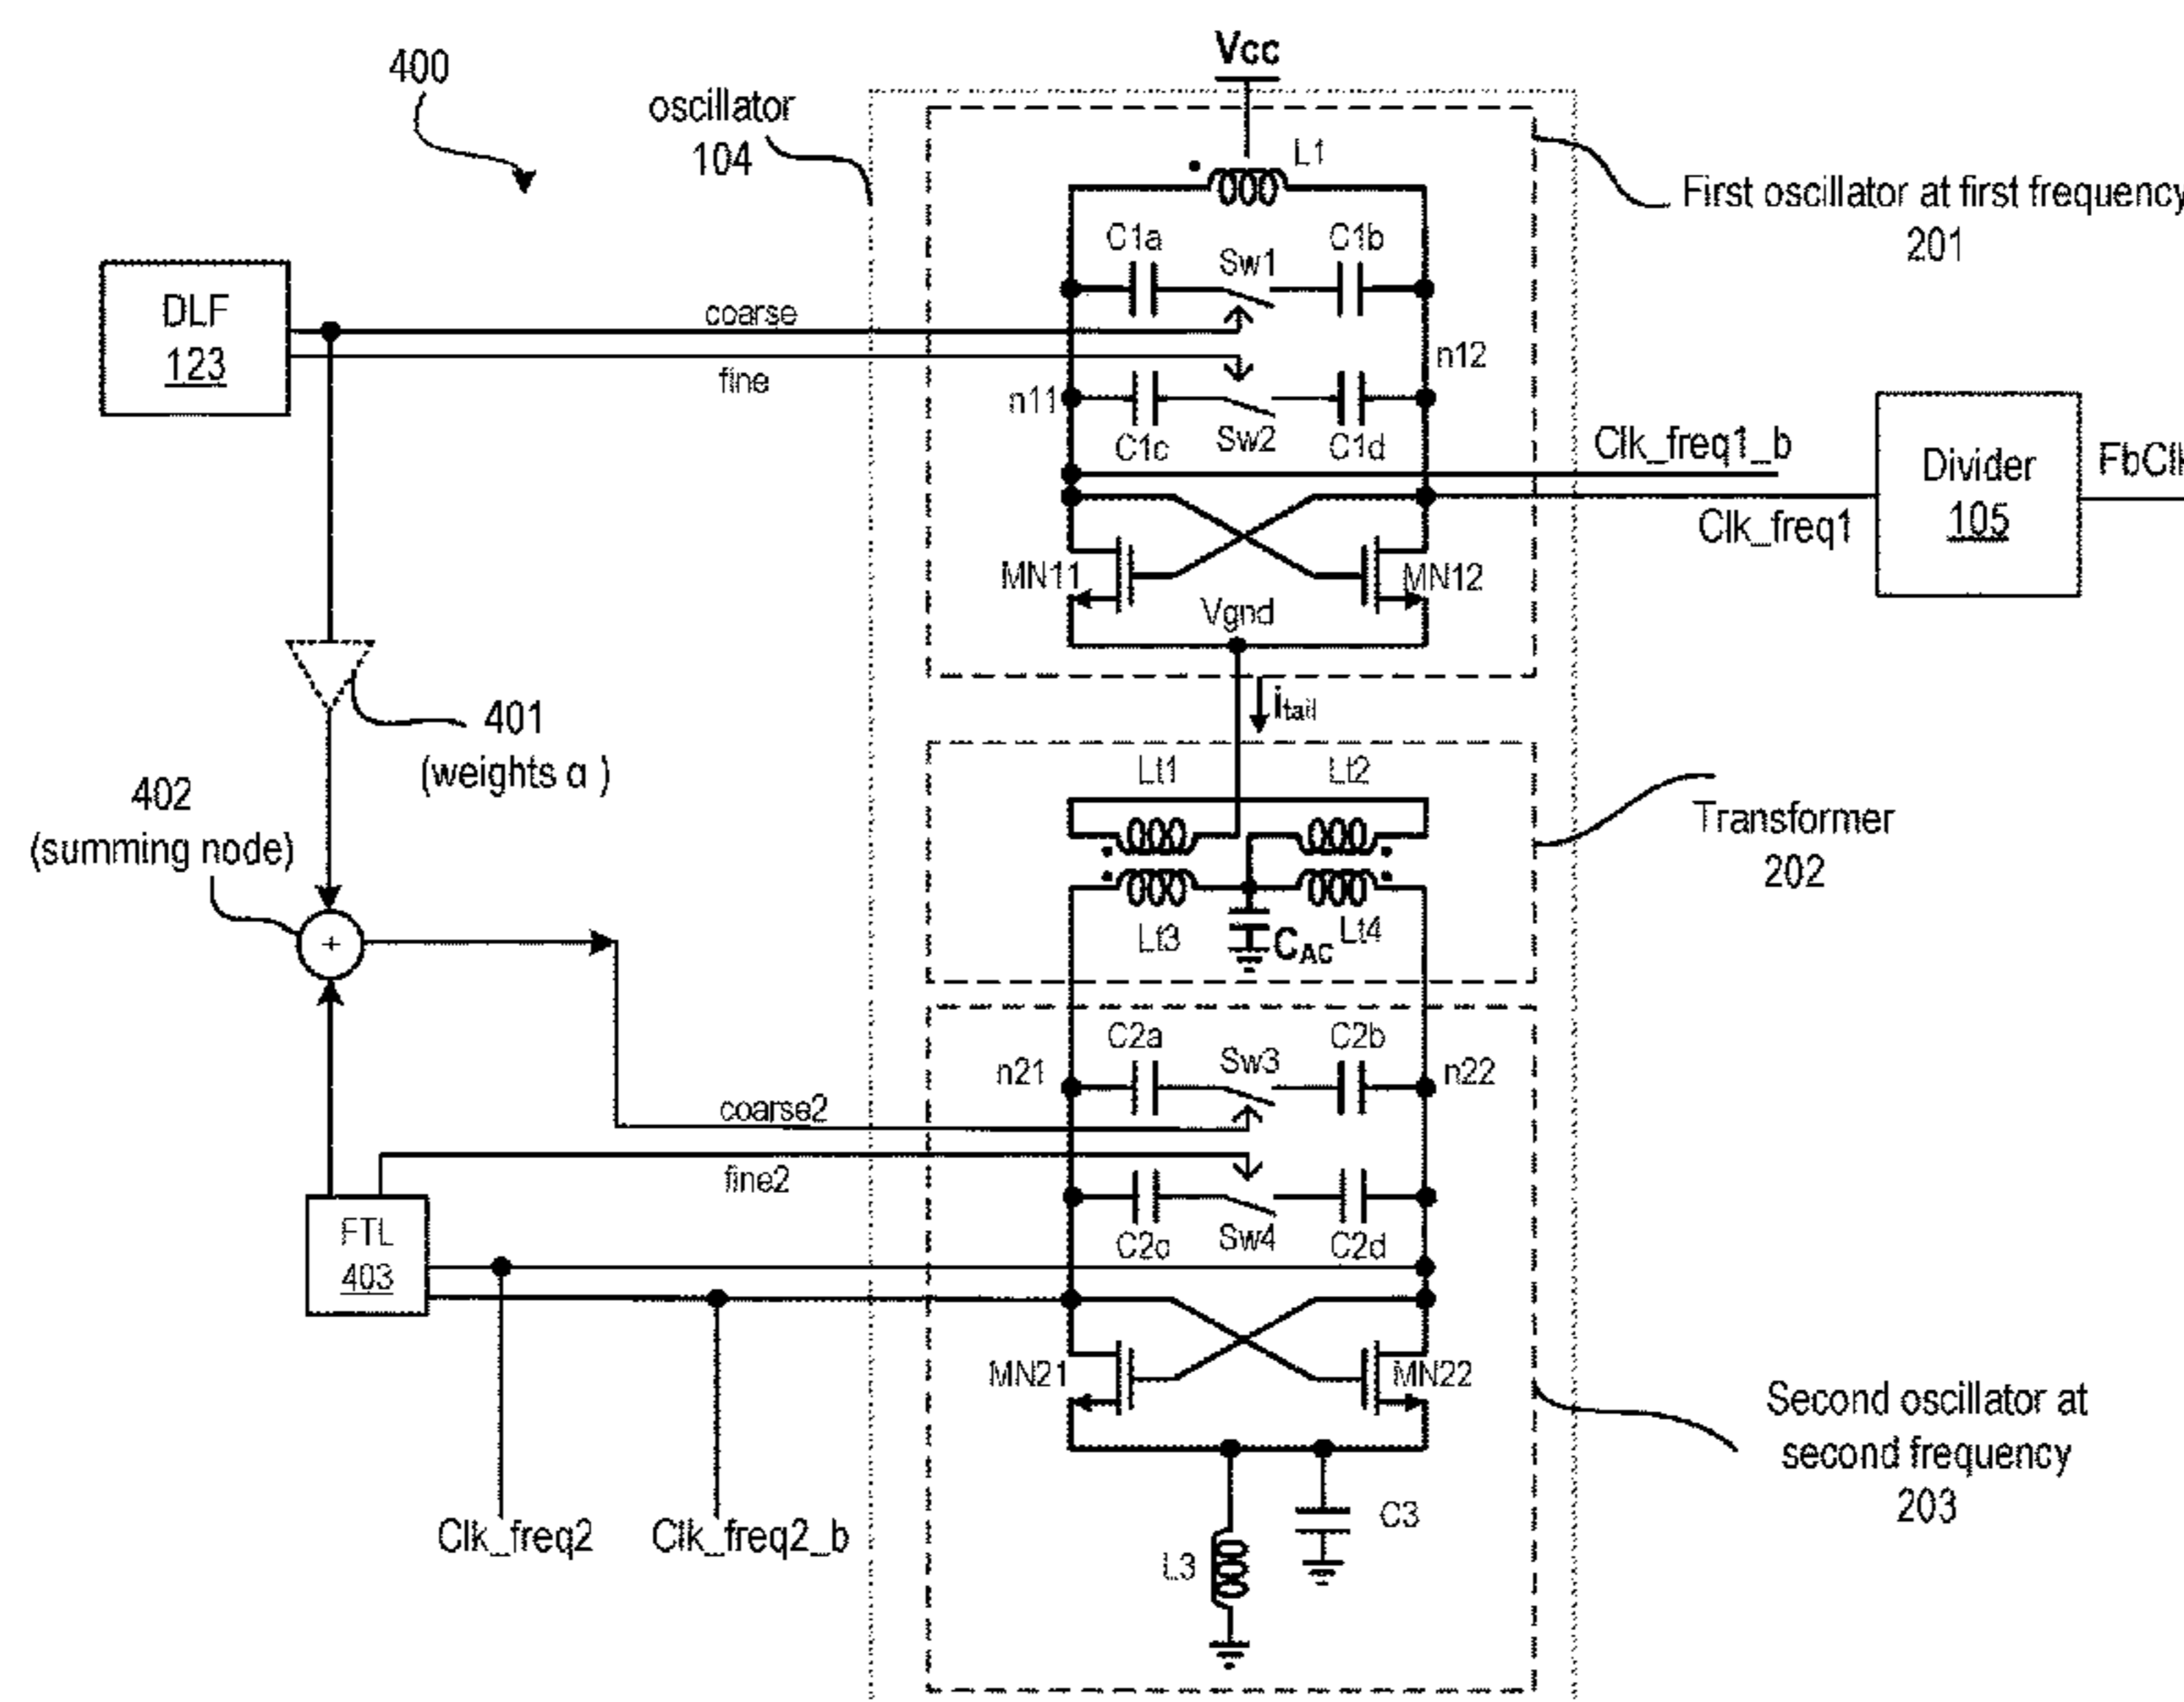 400
oscillator
104
Vcc
L1
First oscillator at first frequency
201
C1a
Sw1
C1b
DLF
123
coarse
fine
n11
n12
C1c
Sw2
C1d
Clk_freq1_b
Clk_freq1
Divider
105
MN11
MN12
Vgnd
itail
401
(weights α )
402
(summing node)
+
Lt1
Lt2
Lt3
CAC
Lt4
Transformer
202
C2a
Sw3
C2b
n21
n22
coarse2
fine2
C2c
Sw4
C2d
FTL
403
MN21
MN22
Clk_freq2
Clk_freq2_b
L3
C3
Second oscillator at
second frequency
203